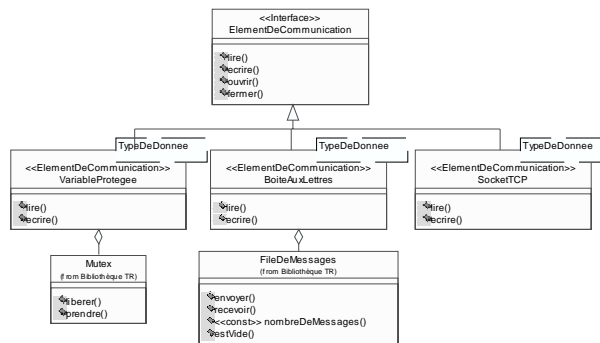 <<Interface>>
ElementDeCommunication
lire()
ecrire()
ouvrir()
fermer()
TypeDeDonnee
<<ElementDeCommunication>>
VariableProtegee
lire()
ecrire()
TypeDeDonnee
<<ElementDeCommunication>>
BoiteAuxLettres
lire()
ecrire()
TypeDeDonnee
<<ElementDeCommunication>>
SocketTCP
lire()
ecrire()
Mutex
(from Bibliothèque TR)
liberer()
prendre()
FileDeMessages
(from Bibliothèque TR)
envoyer()
recevoir()
<<const>> nombreDeMessages()
estVide()